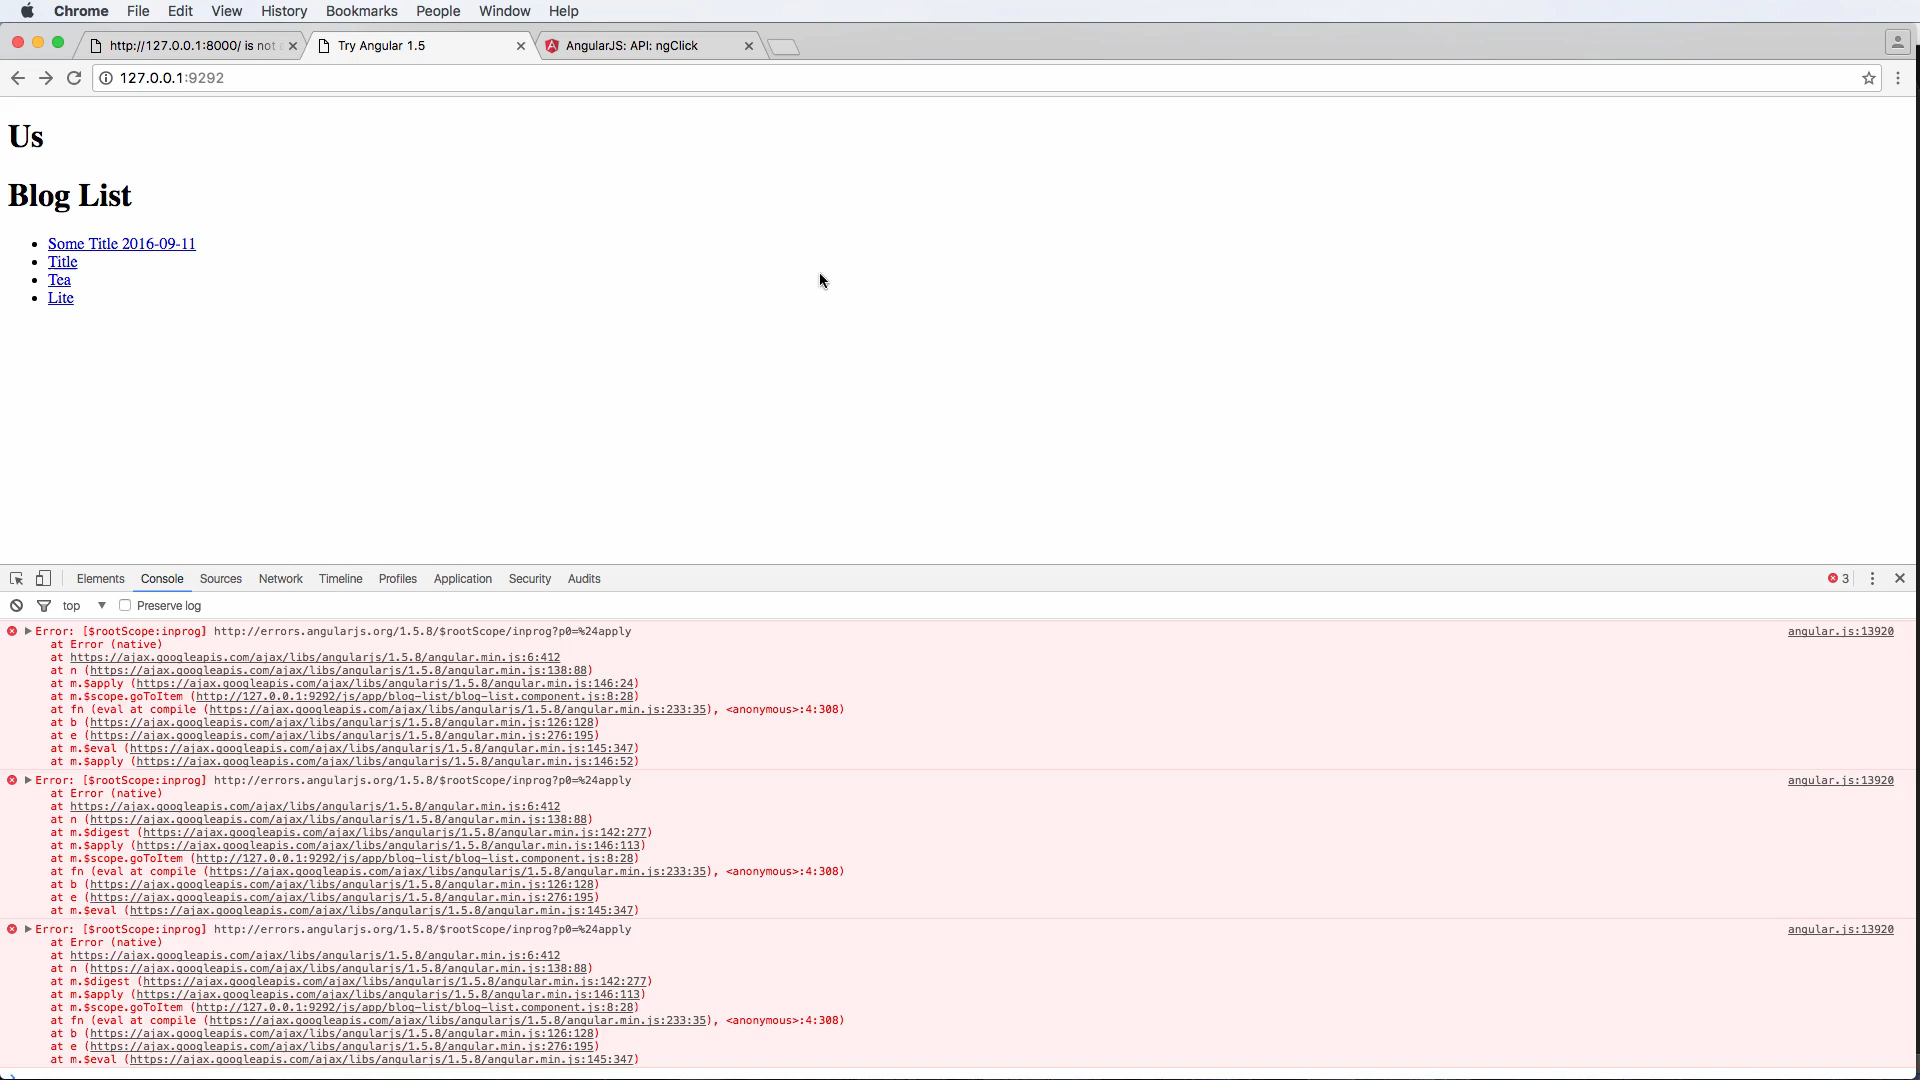 Chrome File Edit View History Bookmarks People Window Help
http://127.0.0.1:8000/ is not Try Angular 1.5 AngularJS: API: ngClick
127.0.0.1:9292
Us
Blog List
Some Title 2016-09-11
Title
Tea
Lite
Elements Console Sources Network Timeline Profiles Application Security Audits 3
top Preserve log
Error: [$rootScope:inprog] http://errors.angularjs.org/1.5.8/$rootScope/inprog?p0=%24apply angular.js:13920
at Error (native)
at https://ajax.googleapis.com/ajax/libs/angularjs/1.5.8/angular.min.js:6:412
at n (https://ajax.googleapis.com/ajax/libs/angularjs/1.5.8/angular.min.js:138:88)
at m.$apply (https://ajax.googleapis.com/ajax/libs/angularjs/1.5.8/angular.min.js:146:24)
at m.$scope.goToItem (http://127.0.0.1:9292/js/app/blog-list/blog-list.component.js:8:28)
at fn (eval at compile (https://ajax.googleapis.com/ajax/libs/angularjs/1.5.8/angular.min.js:233:35), <anonymous>:4:308)
at b (https://ajax.googleapis.com/ajax/libs/angularjs/1.5.8/angular.min.js:126:128)
at e (https://ajax.googleapis.com/ajax/libs/angularjs/1.5.8/angular.min.js:276:195)
at m.$eval (https://ajax.googleapis.com/ajax/libs/angularjs/1.5.8/angular.min.js:145:347)
at m.$apply (https://ajax.googleapis.com/ajax/libs/angularjs/1.5.8/angular.min.js:146:52)
Error: [$rootScope:inprog] http://errors.angularjs.org/1.5.8/$rootScope/inprog?p0=%24apply angular.js:13920
at Error (native)
at https://ajax.googleapis.com/ajax/libs/angularjs/1.5.8/angular.min.js:6:412
at n (https://ajax.googleapis.com/ajax/libs/angularjs/1.5.8/angular.min.js:138:88)
at m.$digest (https://ajax.googleapis.com/ajax/libs/angularjs/1.5.8/angular.min.js:142:277)
at m.$apply (https://ajax.googleapis.com/ajax/libs/angularjs/1.5.8/angular.min.js:146:113)
at m.$scope.goToItem (http://127.0.0.1:9292/js/app/blog-list/blog-list.component.js:8:28)
at fn (eval at compile (https://ajax.googleapis.com/ajax/libs/angularjs/1.5.8/angular.min.js:233:35), <anonymous>:4:308)
at b (https://ajax.googleapis.com/ajax/libs/angularjs/1.5.8/angular.min.js:126:128)
at e (https://ajax.googleapis.com/ajax/libs/angularjs/1.5.8/angular.min.js:276:195)
at m.$eval (https://ajax.googleapis.com/ajax/libs/angularjs/1.5.8/angular.min.js:145:347)
Error: [$rootScope:inprog] http://errors.angularjs.org/1.5.8/$rootScope/inprog?p0=%24apply angular.js:13920
at Error (native)
at https://ajax.googleapis.com/ajax/libs/angularjs/1.5.8/angular.min.js:6:412
at n (https://ajax.googleapis.com/ajax/libs/angularjs/1.5.8/angular.min.js:138:88)
at m.$digest (https://ajax.googleapis.com/ajax/libs/angularjs/1.5.8/angular.min.js:142:277)
at m.$apply (https://ajax.googleapis.com/ajax/libs/angularjs/1.5.8/angular.min.js:146:113)
at m.$scope.goToItem (http://127.0.0.1:9292/js/app/blog-list/blog-list.component.js:8:28)
at fn (eval at compile (https://ajax.googleapis.com/ajax/libs/angularjs/1.5.8/angular.min.js:233:35), <anonymous>:4:308)
at b (https://ajax.googleapis.com/ajax/libs/angularjs/1.5.8/angular.min.js:126:128)
at e (https://ajax.googleapis.com/ajax/libs/angularjs/1.5.8/angular.min.js:276:195)
at m.$eval (https://ajax.googleapis.com/ajax/libs/angularjs/1.5.8/angular.min.js:145:347)